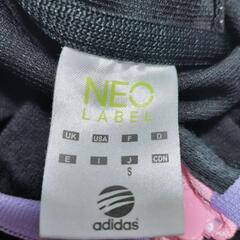 NEO
LABEL
UK USA F D
E I J CDN
S
adidas